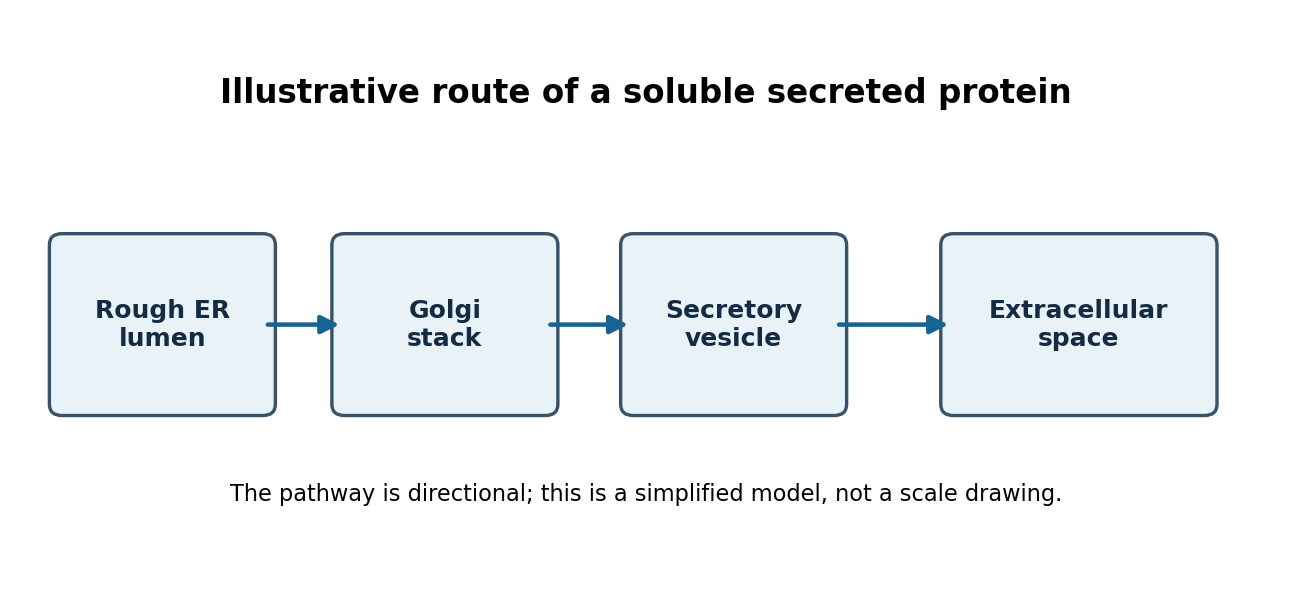 Illustrative route of a soluble secreted protein
Rough ER
lumen
Golgi
stack
Secretory
vesicle
Extracellular
space
The pathway is directional; this is a simplified model, not a scale drawing.